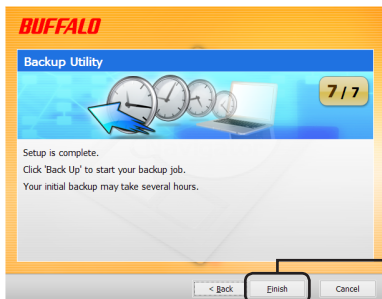 BUFFALO
Backup Utility
7 / 7
Setup is complete.
Click 'Back Up' to start your backup job.
Your initial backup may take several hours.
< Back
Finish
Cancel